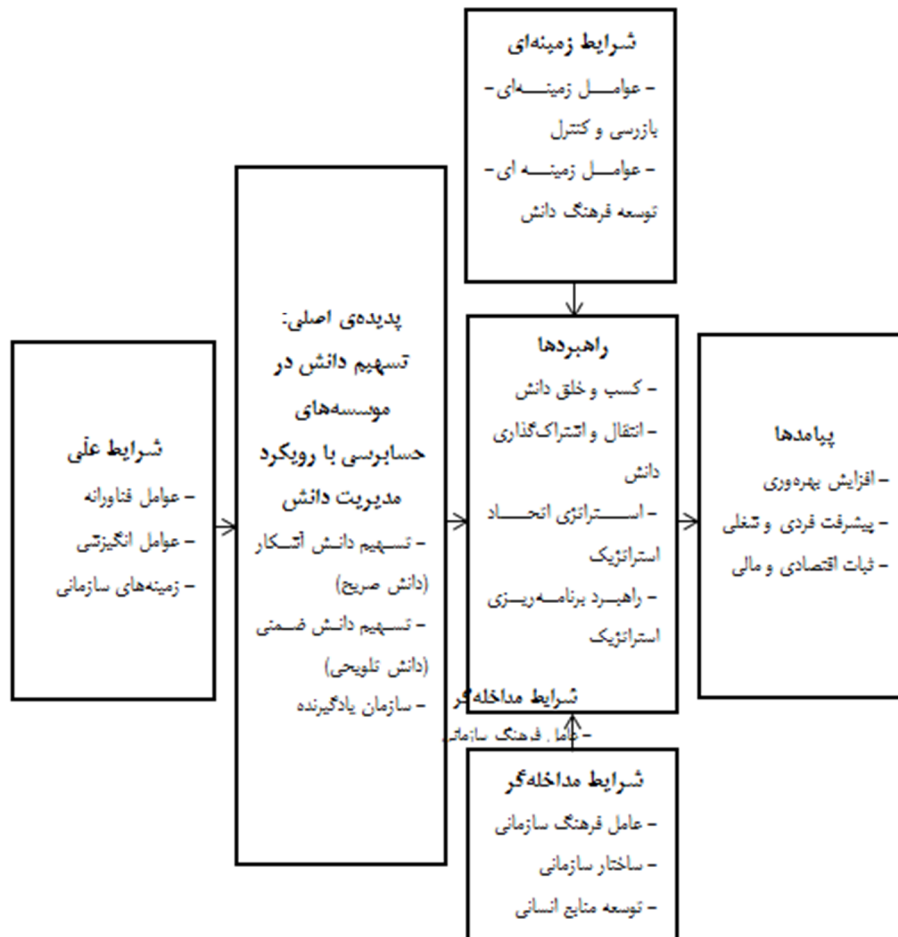 شرایط زمینه‌ای
- عوامل زمینه‌ای-
بازرسی و کنترل
- عوامل زمینه ای-
توسعه فرهنگ دانش
پدیده‌ی اصلی:
تسهیم دانش در
موسسه‌های
حسابرسی با رویکرد
مدیریت دانش
- تسهیم دانش آشکار
(دانش صریح)
- تسهیم دانش ضمنی
(دانش تلویحی)
- سازمان یادگیرنده
شرایط علّی
- عوامل فناورانه
- عوامل انگیزشی
- زمینه‌های سازمانی
راهبردها
- کسب و خلق دانش
- انتقال و اشتراک‌گذاری
دانش
- استراتژی اتحاد
استراتژیک
- راهبرد برنامه‌ریزی
استراتژیک
شرایط مداخله‌گر
- عامل فرهنگ سازمانی
پیامدها
- افزایش بهره‌وری
- پیشرفت فردی و شغلی
- ثبات اقتصادی و مالی
شرایط مداخله‌گر
- عامل فرهنگ سازمانی
- ساختار سازمانی
- توسعه منابع انسانی